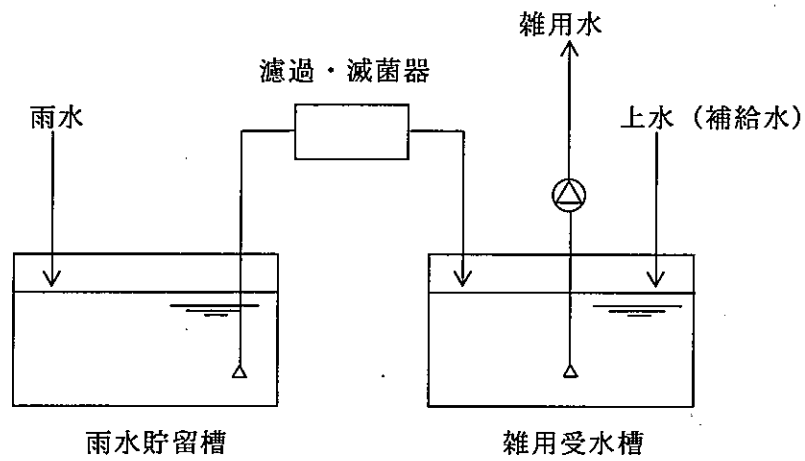 雑用水
濾過・滅菌器
雨水
上水（補給水）
雨水貯留槽
雑用受水槽